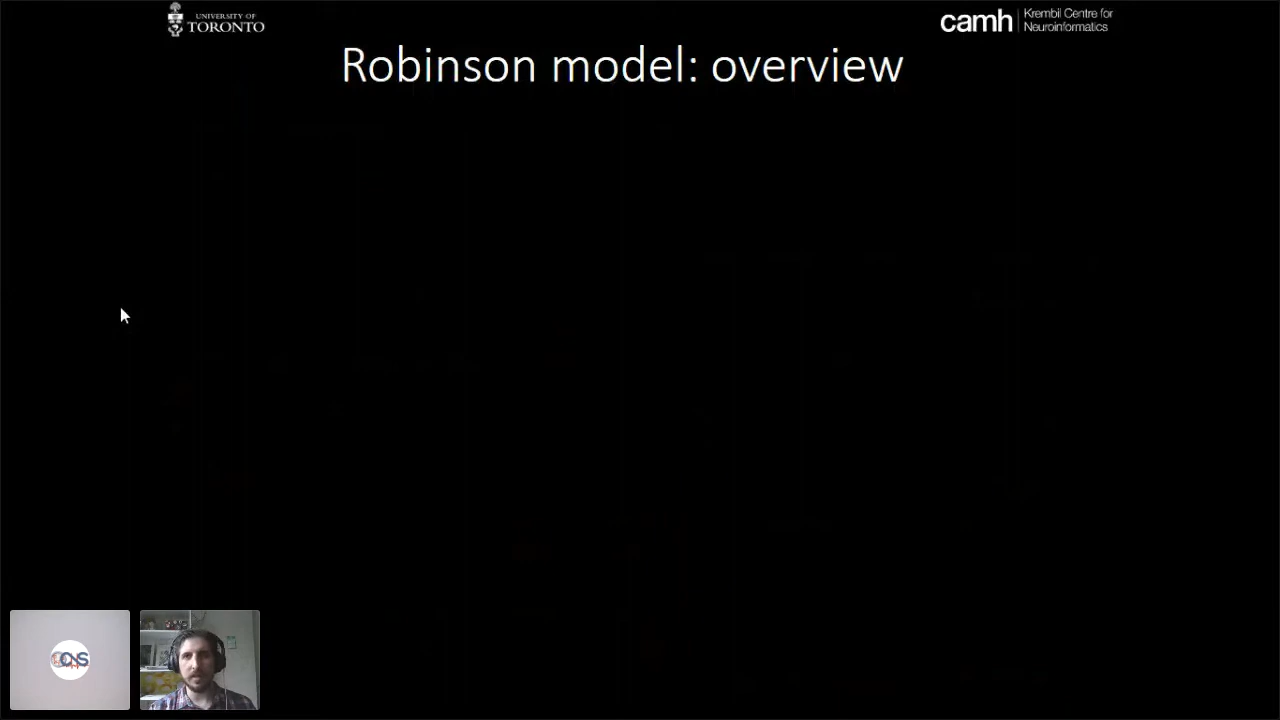 UNIVERSITY OF
TORONTO
camh
Krembil Centre for
Neuroinformatics
Robinson model: overview